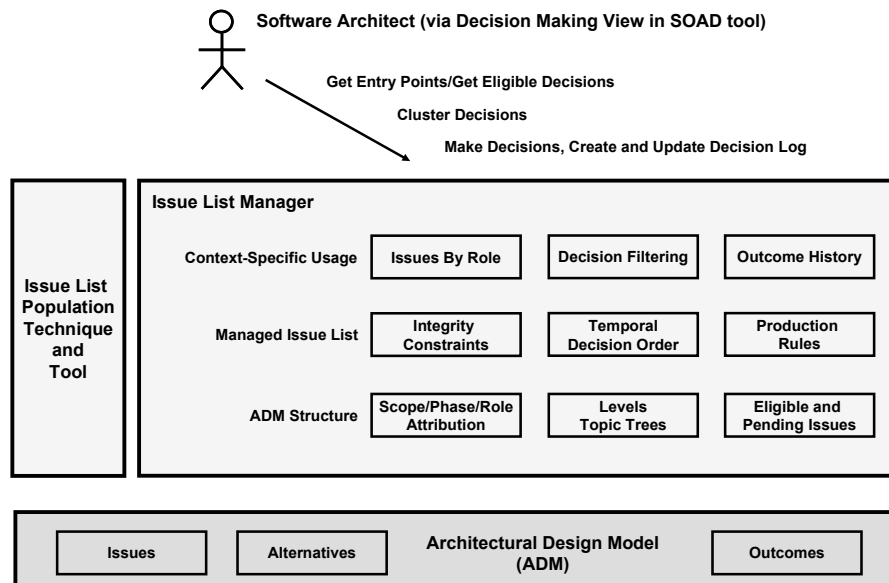 Software Architect (via Decision Making View in SOAD tool)
Get Entry Points/Get Eligible Decisions
Cluster Decisions
Make Decisions, Create and Update Decision Log
Issue List
Population
Technique
and
Tool
Issue List Manager
Context-Specific Usage
Issues By Role
Decision Filtering
Outcome History
Managed Issue List
Integrity
Constraints
Temporal
Decision Order
Production
Rules
ADM Structure
Scope/Phase/Role
Attribution
Levels
Topic Trees
Eligible and
Pending Issues
Issues
Alternatives
Architectural Design Model
(ADM)
Outcomes